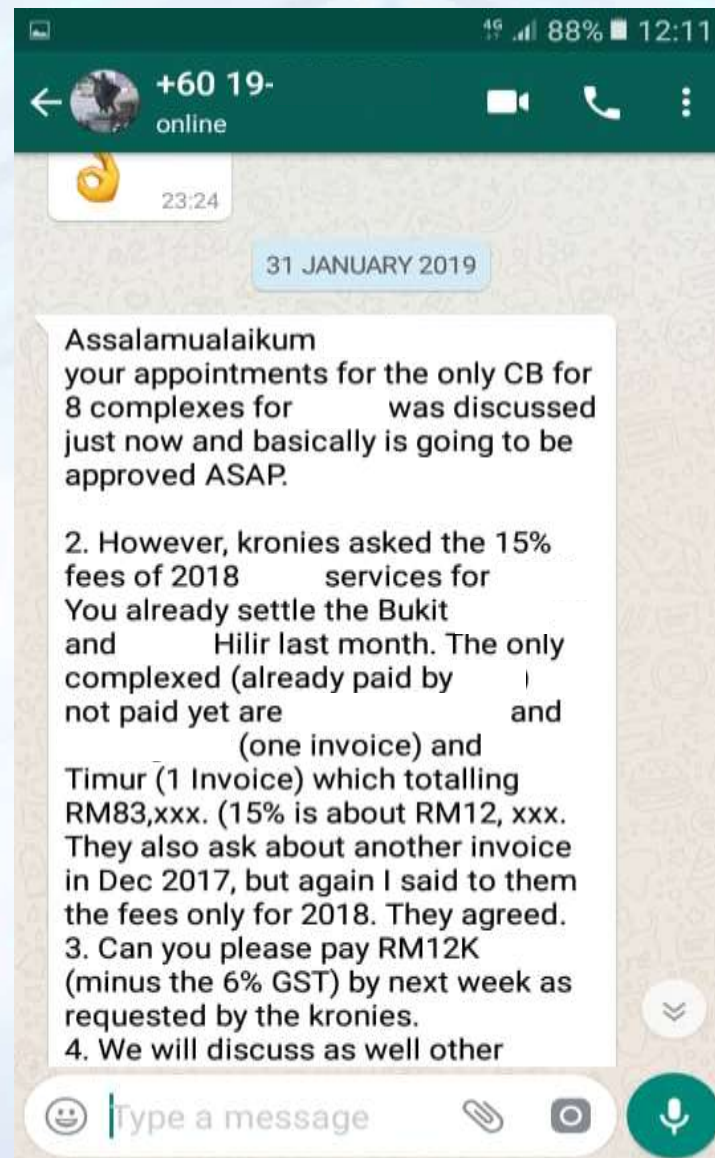 4G 88% 12:11
+60 19-
online
23:24
31 JANUARY 2019
Assalamualaikum
your appointments for the only CB for
8 complexes for was discussed
just now and basically is going to be
approved ASAP.
2. However, kronies asked the 15%
fees of 2018 services for
You already settle the Bukit
and Hilir last month. The only
complexed (already paid by )
not paid yet are and
(one invoice) and
Timur (1 Invoice) which totalling
RM83,xxx. (15% is about RM12, xxx.
They also ask about another invoice
in Dec 2017, but again I said to them
the fees only for 2018. They agreed.
3. Can you please pay RM12K
(minus the 6% GST) by next week as
requested by the kronies.
4. We will discuss as well other
Type a message